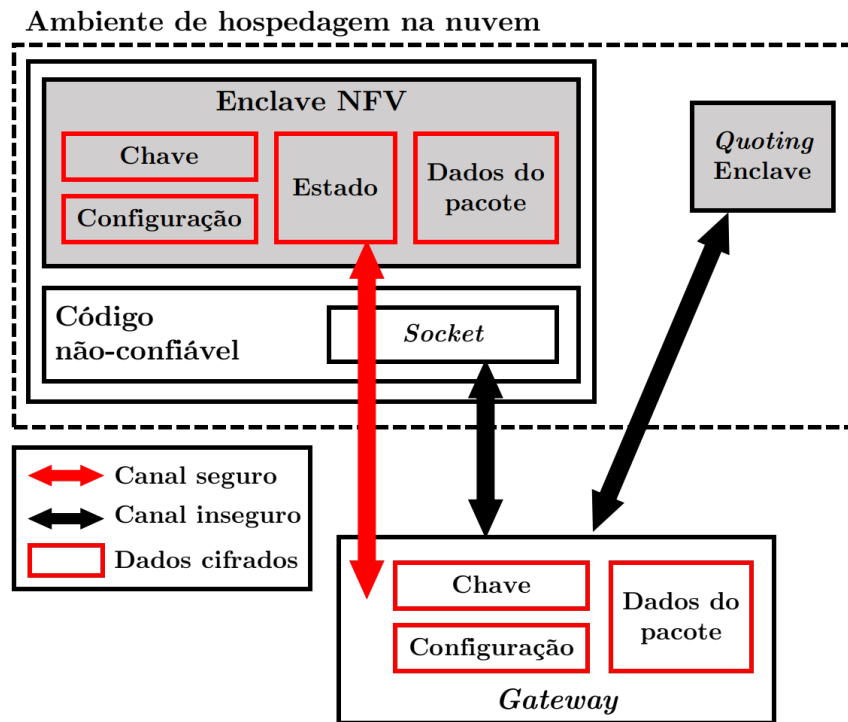 Ambiente de hospedagem na nuvem
Enclave NFV
Chave
Configuração
Estado
Dados do
pacote
Quoting
Enclave
Código
não-confiável
Socket
Canal seguro
Canal inseguro
Dados cifrados
Chave
Configuração
Dados do
pacote
Gateway